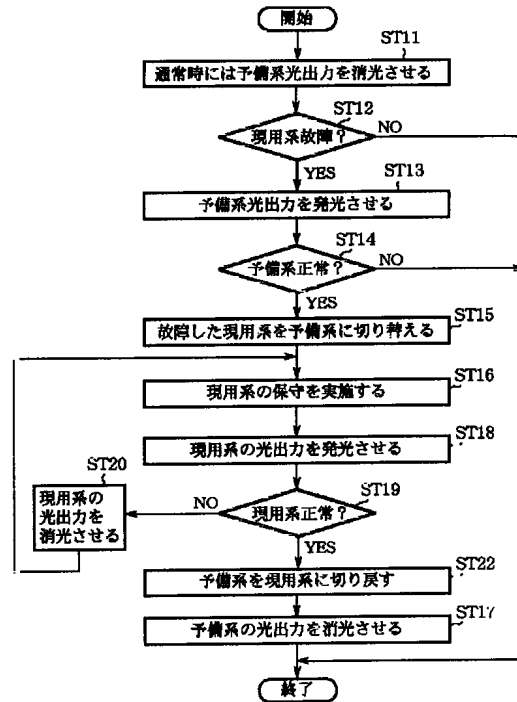 開始
ST11
通常時には予備系光出力を消光させる
ST12
現用系故障?
NO
YES
ST13
予備系光出力を発光させる
ST14
予備系正常?
NO
YES
ST15
故障した現用系を予備系に切り替える
ST16
現用系の保守を実施する
ST18
現用系の光出力を発光させる
ST20
現用系の
光出力を
消光させる
NO
ST19
現用系正常?
YES
ST22
予備系を現用系に切り戻す
ST17
予備系の光出力を消光させる
終了